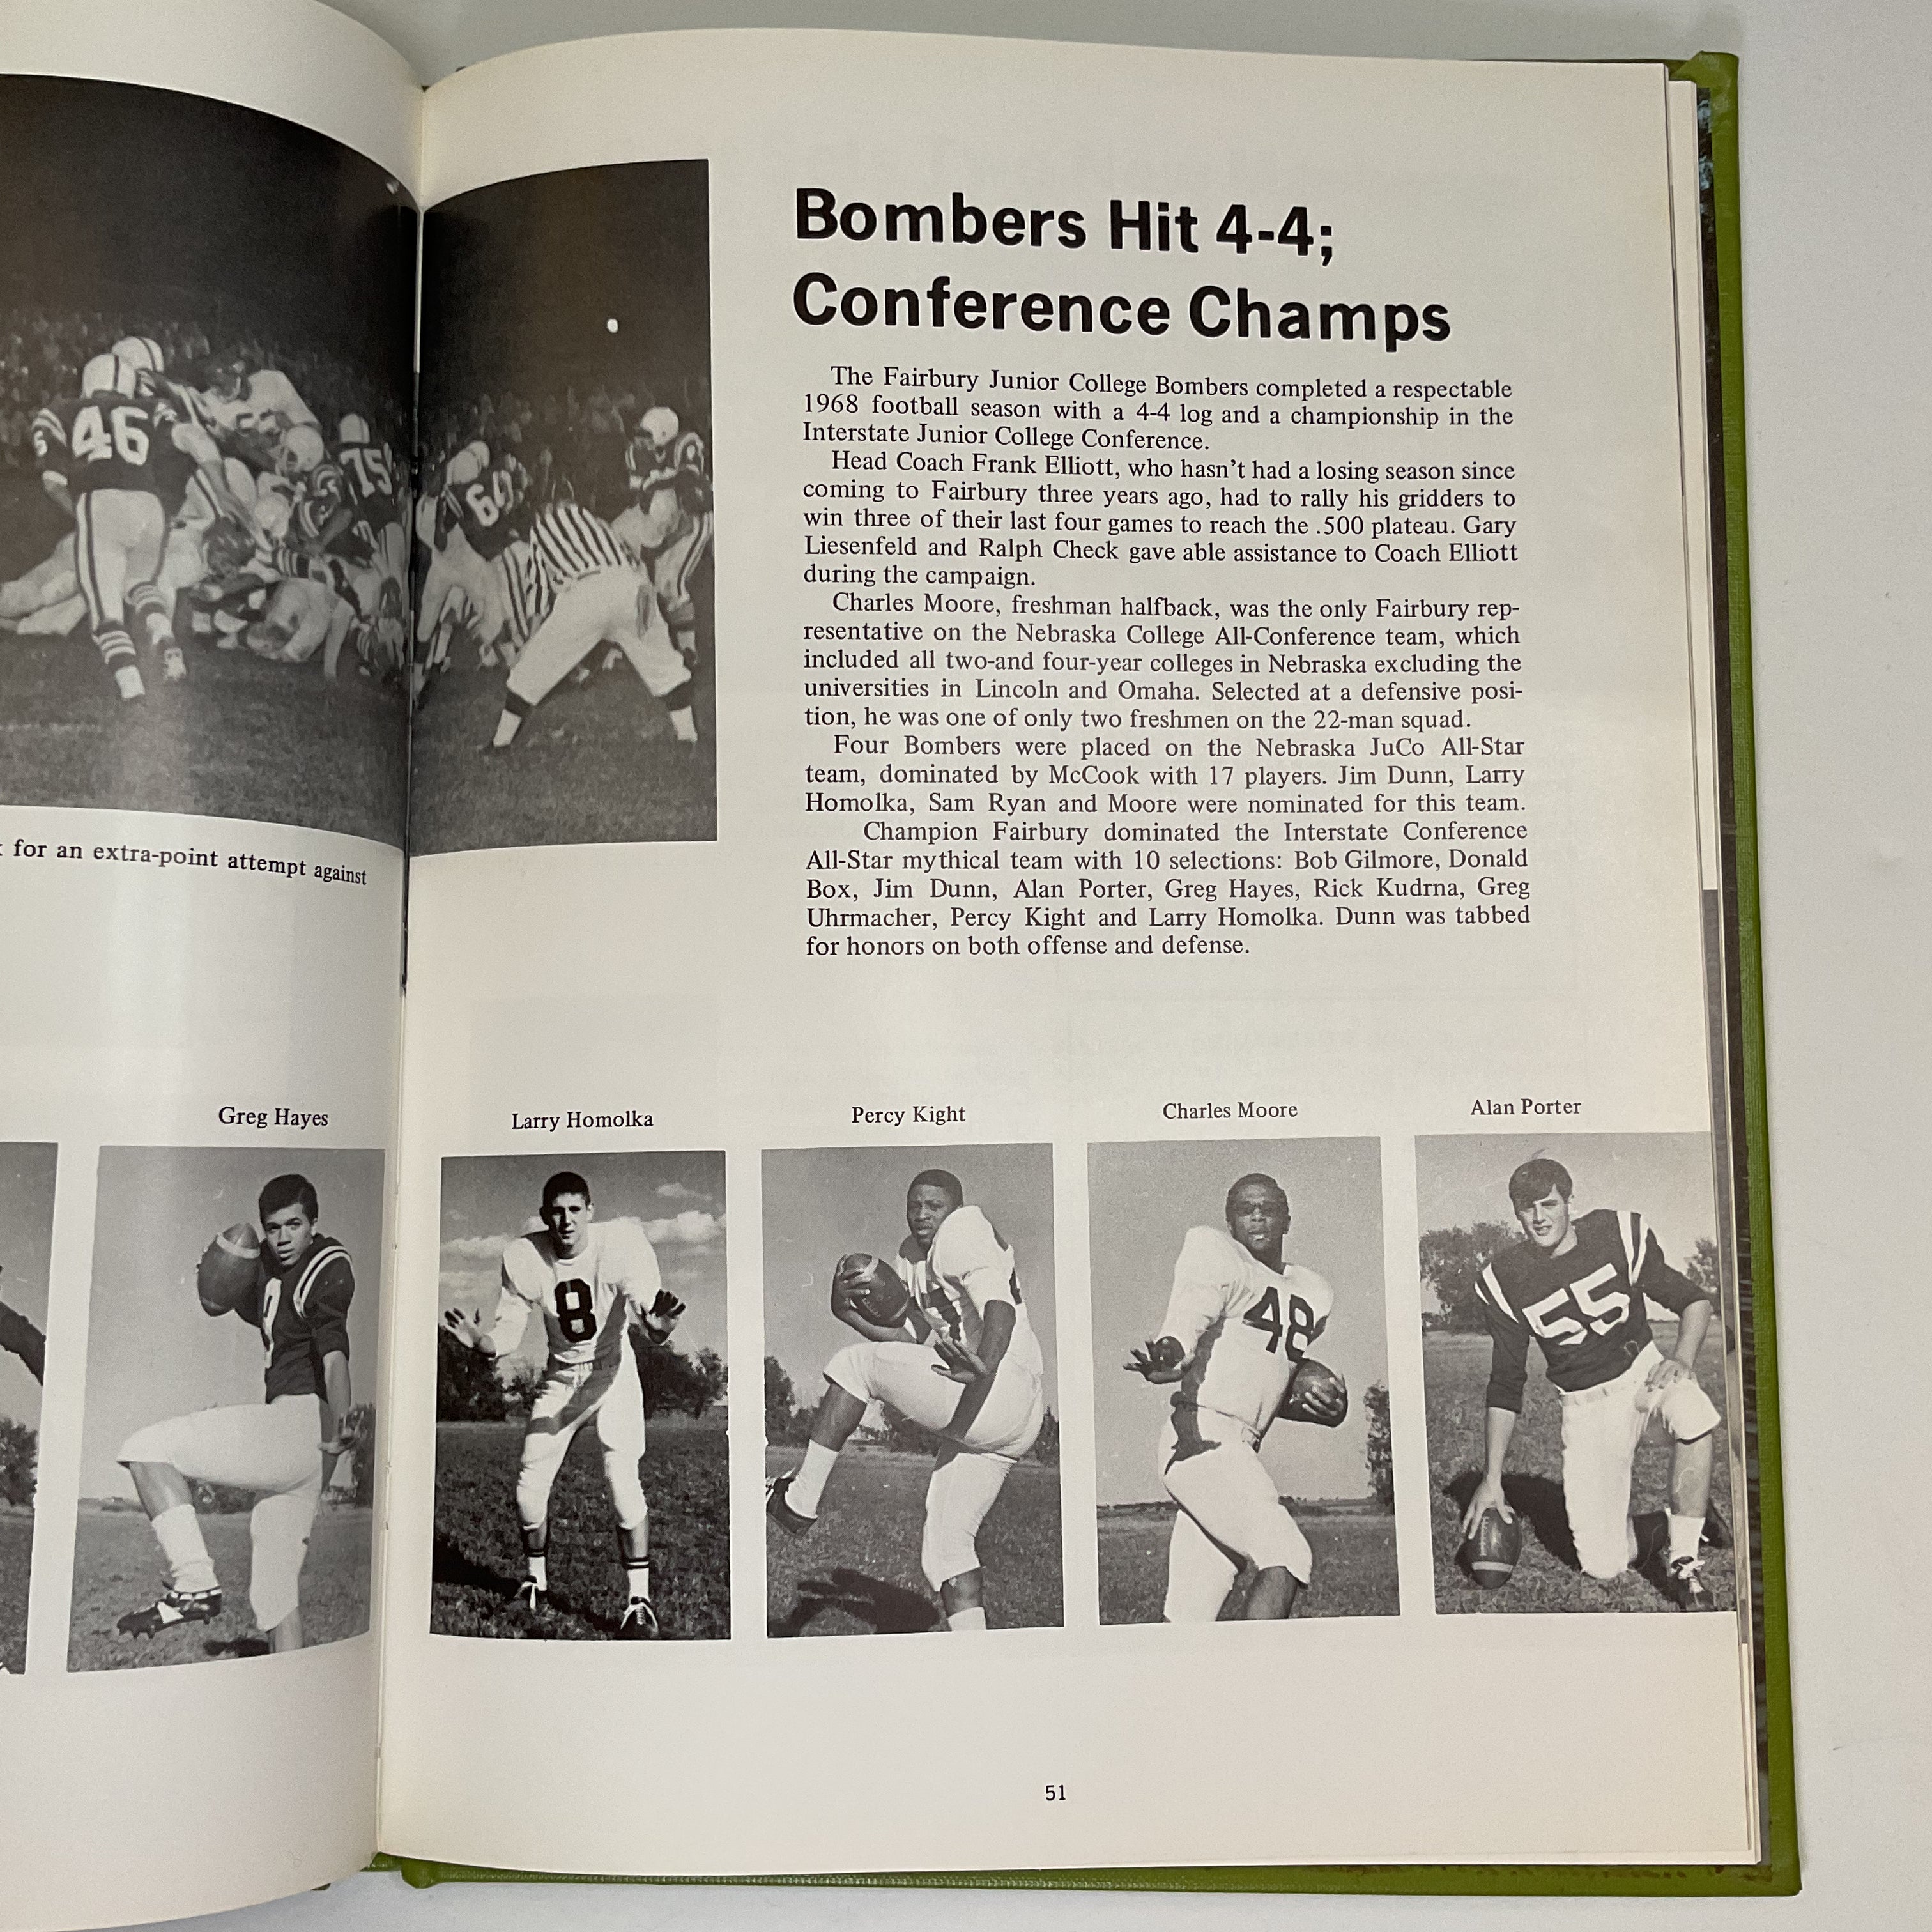 46
75
60
: for an extra-point attempt against
Bombers Hit 4-4;
Conference Champs
The Fairbury Junior College Bombers completed a respectable
1968 football season with a 4-4 log and a championship in the
Interstate Junior College Conference.
Head Coach Frank Elliott, who hasn't had a losing season since
coming to Fairbury three years ago, had to rally his gridders to
win three of their last four games to reach the .500 plateau. Gary
Liesenfeld and Ralph Check gave able assistance to Coach Elliott
during the campaign.
Charles Moore, freshman halfback, was the only Fairbury rep-
resentative on the Nebraska College All-Conference team, which
included all two-and four-year colleges in Nebraska excluding the
universities in Lincoln and Omaha. Selected at a defensive posi-
tion, he was one of only two freshmen on the 22-man squad.
Four Bombers were placed on the Nebraska JuCo All-Star
team, dominated by McCook with 17 players. Jim Dunn, Larry
Homolka, Sam Ryan and Moore were nominated for this team.
Champion Fairbury dominated the Interstate Conference
All-Star mythical team with 10 selections: Bob Gilmore, Donald
Box, Jim Dunn, Alan Porter, Greg Hayes, Rick Kudrna, Greg
Uhrmacher, Percy Kight and Larry Homolka. Dunn was tabbed
for honors on both offense and defense.
Greg Hayes
Larry Homolka
Percy Kight
Charles Moore
Alan Porter
8
48
55
51